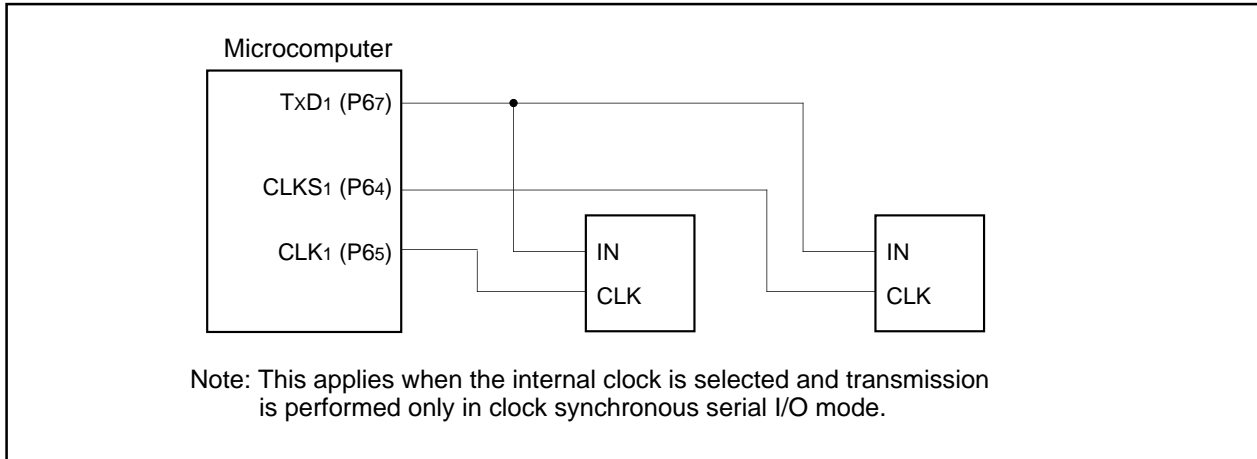 Microcomputer
TxD1 (P67)
CLKS1 (P64)
CLK1 (P65)
IN
CLK
IN
CLK
Note: This applies when the internal clock is selected and transmission
is performed only in clock synchronous serial I/O mode.